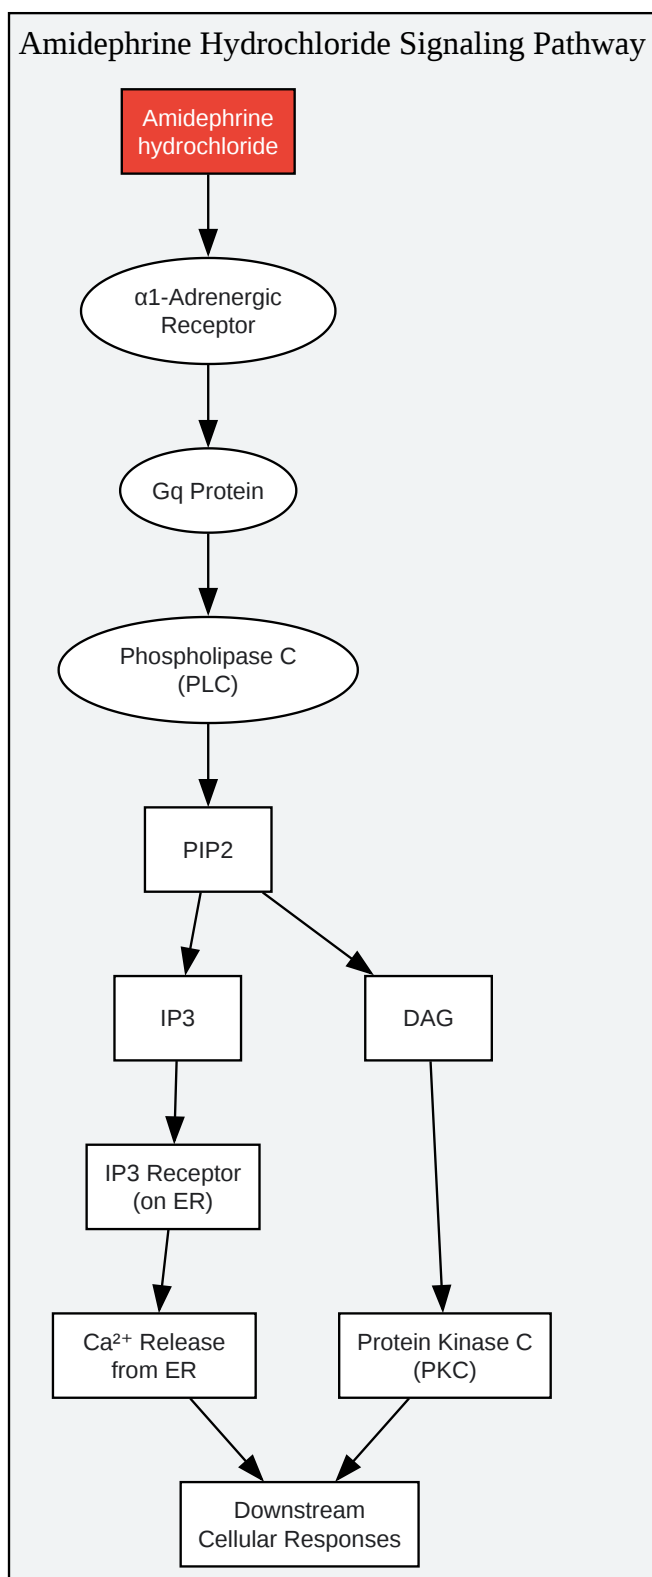 Amidephrine Hydrochloride Signaling Pathway
Amidephrine
hydrochloride
α1-Adrenergic
Receptor
Gq Protein
Phospholipase C
(PLC)
PIP2
IP3
DAG
IP3 Receptor
(on ER)
Ca²⁺ Release
from ER
Protein Kinase C
(PKC)
Downstream
Cellular Responses